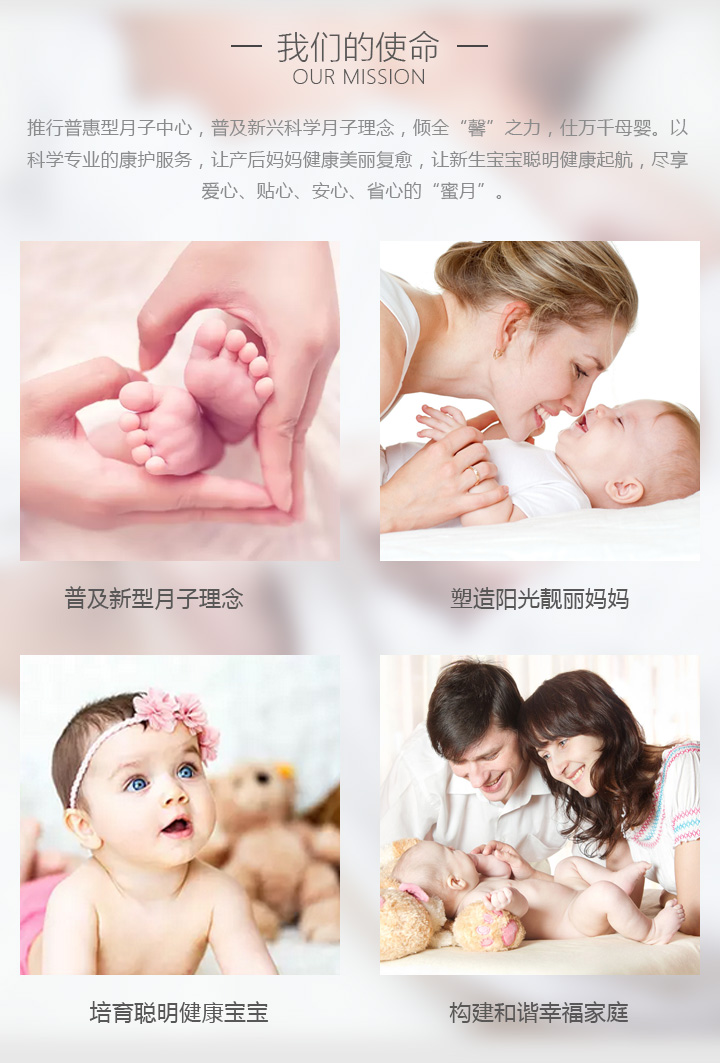 我们的使命
OUR MISSION
推行普惠型月子中心，普及新兴科学月子理念，倾全“馨”之力，仕万千母婴。以
科学专业的康护服务，让产后妈妈健康美丽复愈，让新生宝宝聪明健康起航，尽享
爱心、贴心、安心、省心的“蜜月”。
普及新型月子理念
塑造阳光靓丽妈妈
培育聪明健康宝宝
构建和谐幸福家庭